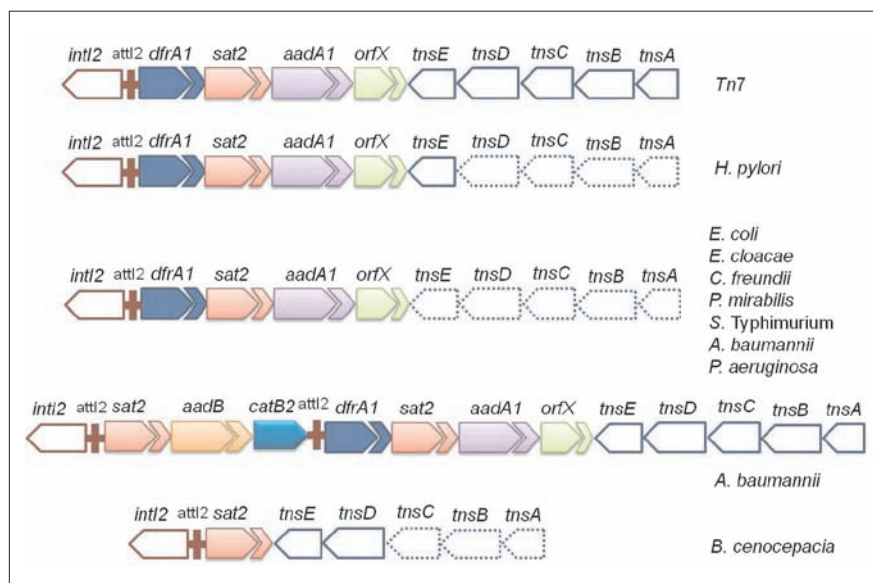 intI2 attI2 dfrA1 sat2 aadA1 orfX tnsE tnsD tnsC tnsB tnsA
Tn7
intI2 attI2 dfrA1 sat2 aadA1 orfX tnsE tnsD tnsC tnsB tnsA
H. pylori
E. coli
E. cloacae
C. freundii
P. mirabilis
S. Typhimurium
A. baumannii
P. aeruginosa
intI2 attI2 dfrA1 sat2 aadA1 orfX tnsE tnsD tnsC tnsB tnsA
intI2 attI2 sat2 aadB catB2 attI2 dfrA1 sat2 aadA1 orfX tnsE tnsD tnsC tnsB tnsA
A. baumannii
intI2 attI2 sat2 tnsE tnsD tnsC tnsB tnsA
B. cenocepacia